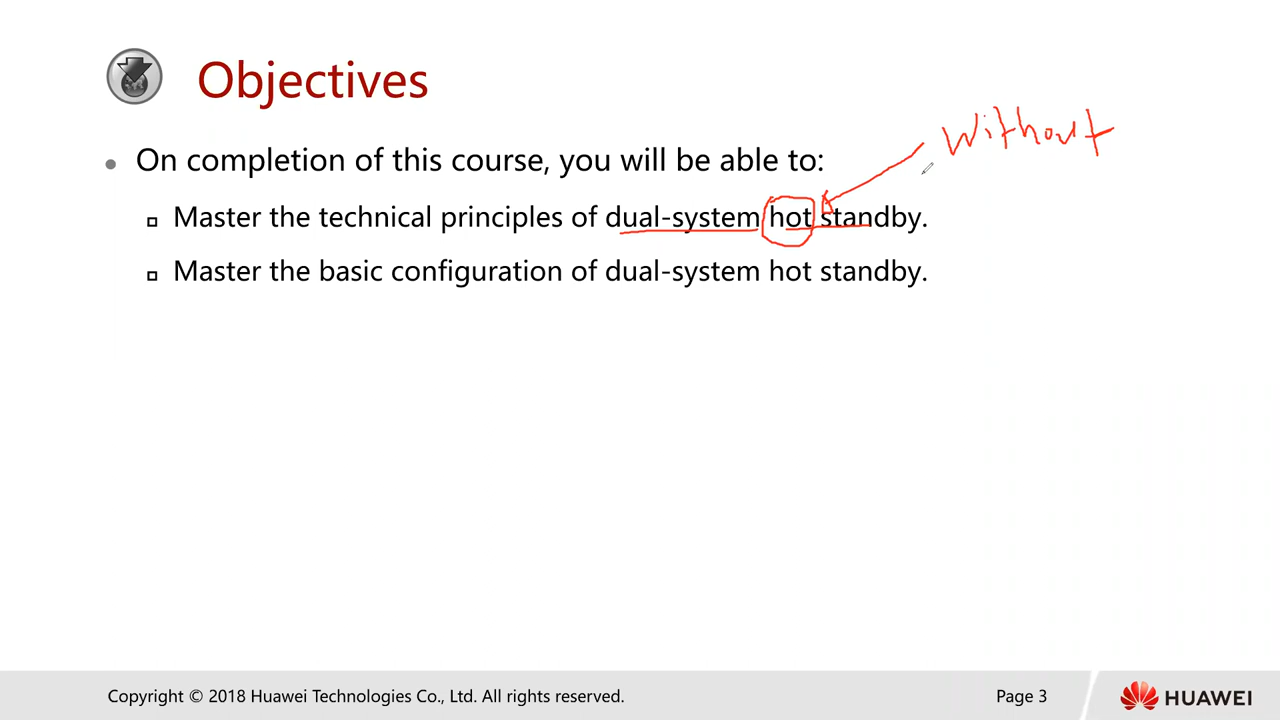 Objectives
Without
On completion of this course, you will be able to:
Master the technical principles of dual-system hot standby.
Master the basic configuration of dual-system hot standby.
Copyright © 2018 Huawei Technologies Co., Ltd. All rights reserved.
Page 3
HUAWEI